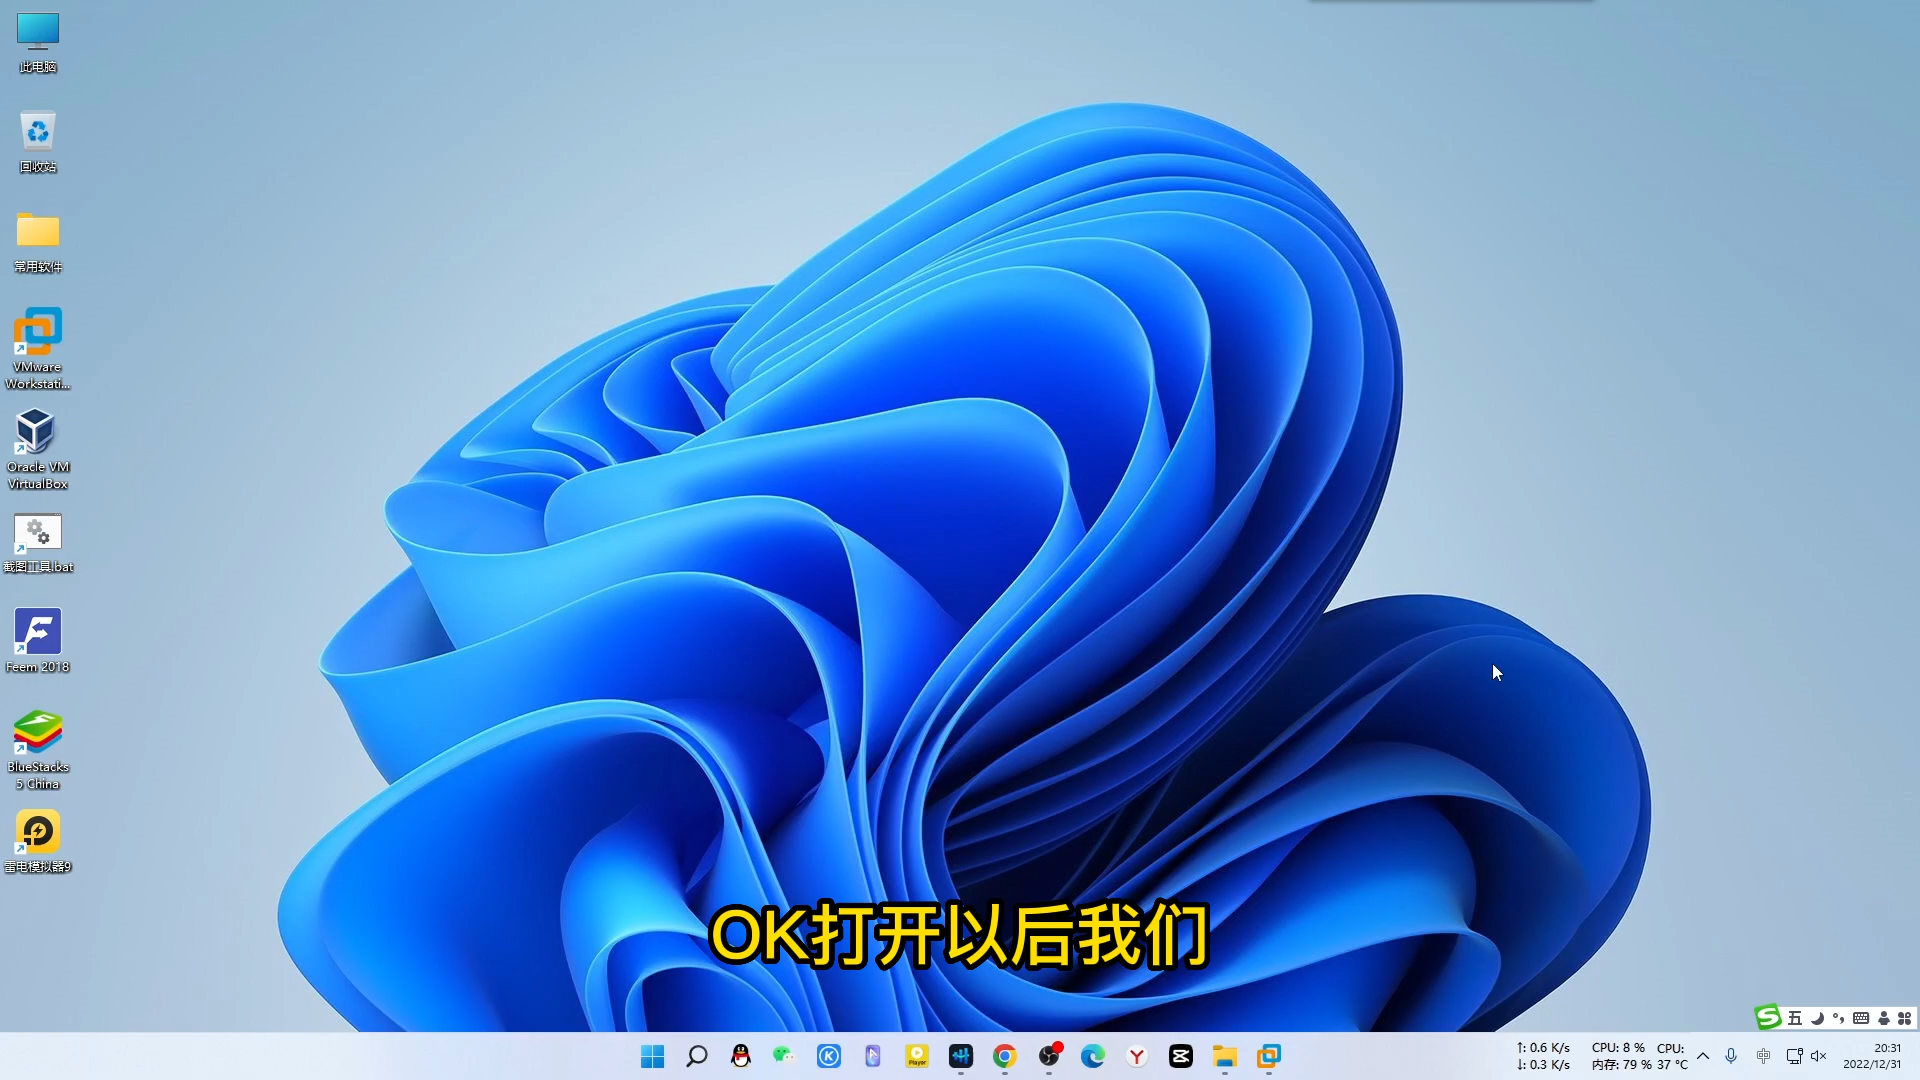 此电脑
回收站
常用软件
VMware
Workstati...
Oracle VM
VirtualBox
截图工具.bat
Feem 2018
BlueStacks
5 China
雷电模拟器9
OK打开以后我们
五
Player
↑: 0.6 K/s
↓: 0.3 K/s
CPU: 8 %
内存: 79 %
CPU:
37 °C
中
20:31
2022/12/31